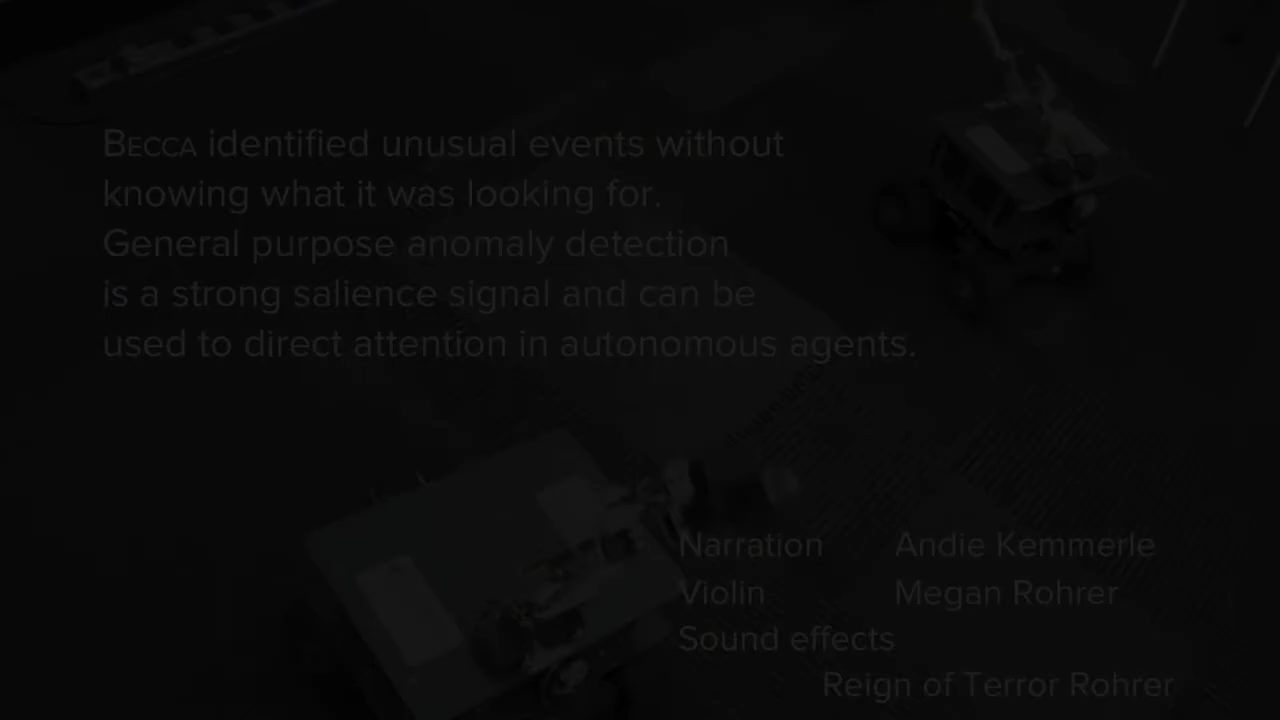 BECCA identified unusual events without
knowing what it was looking for.
General purpose anomaly detection
is a strong salience signal and can be
used to direct attention in autonomous agents.
Narration Andie Kemmerle
Violin Megan Rohrer
Sound effects
Reign of Terror Rohrer